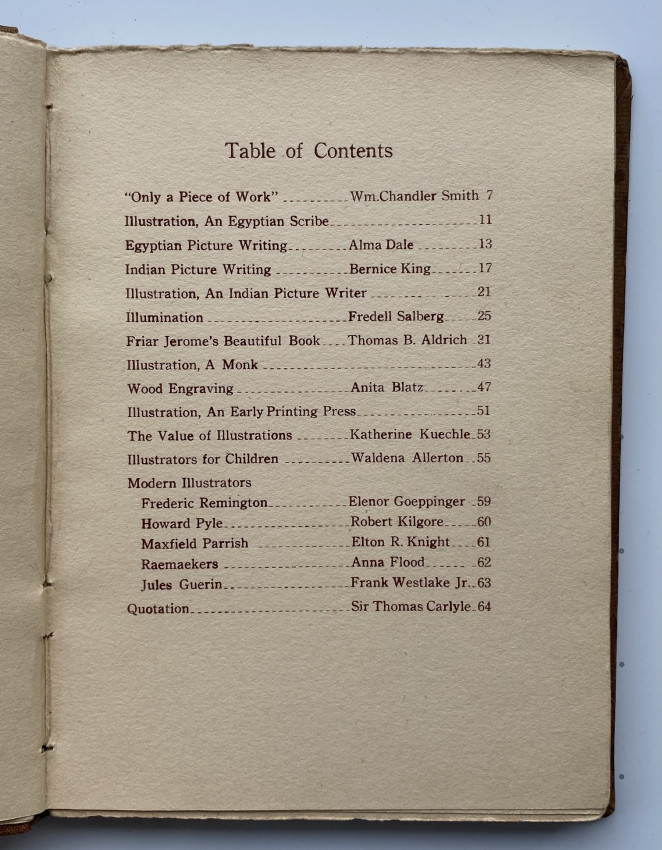 Table of Contents
"Only a Piece of Work" Wm. Chandler Smith 7
Illustration, An Egyptian Scribe 11
Egyptian Picture Writing Alma Dale 13
Indian Picture Writing Bernice King 17
Illustration, An Indian Picture Writer 21
Illumination Fredell Salberg 25
Friar Jerome's Beautiful Book Thomas B. Aldrich 31
Illustration, A Monk 43
Wood Engraving Anita Blatz 47
Illustration, An Early Printing Press 51
The Value of Illustrations Katherine Kuechle 53
Illustrators for Children Waldena Allerton 55
Modern Illustrators
Frederic Remington Elenor Goeppinger 59
Howard Pyle Robert Kilgore 60
Maxfield Parrish Elton R. Knight 61
Raemaekers Anna Flood 62
Jules Guerin Frank Westlake Jr. 63
Quotation Sir Thomas Carlyle 64